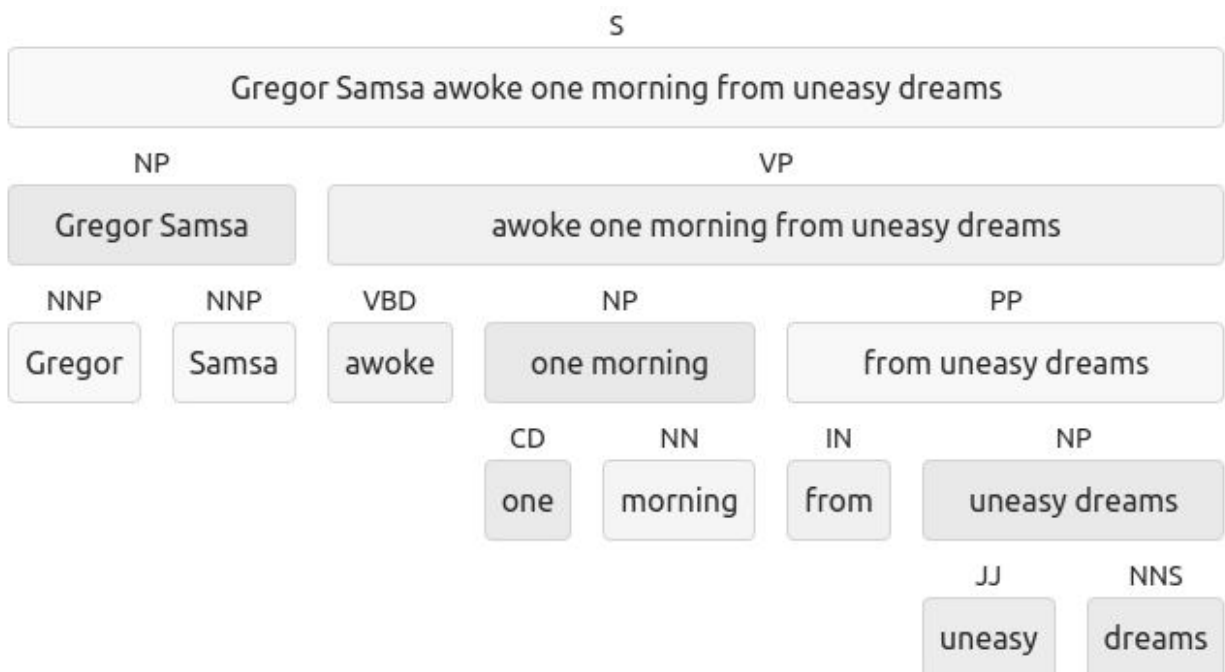 S
Gregor Samsa awoke one morning from uneasy dreams
NP VP
Gregor Samsa awoke one morning from uneasy dreams
NNP NNP VBD NP PP
Gregor Samsa awoke one morning from uneasy dreams
CD NN IN NP
one morning from uneasy dreams
JJ NNS
uneasy dreams